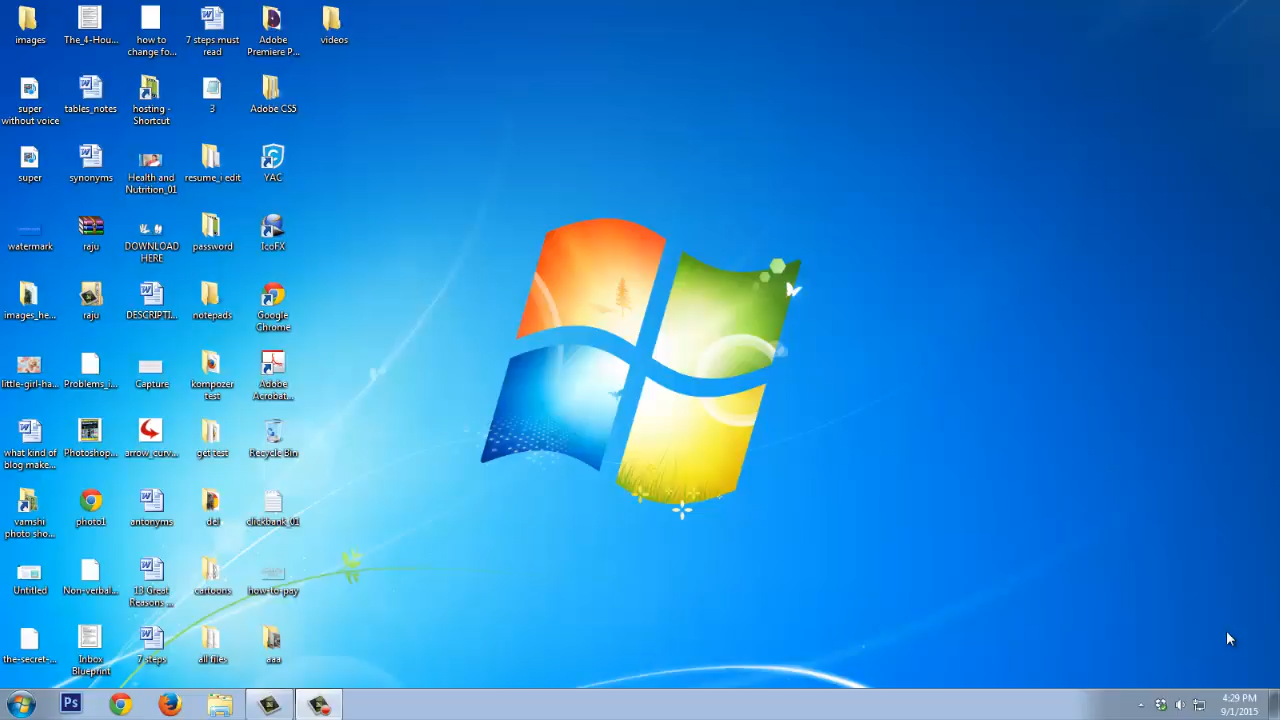 images
The_4-Hou...
how to
change fo...
7 steps must
read
Adobe
Premiere P...
videos
super
without voice
tables_notes
hosting -
Shortcut
3
Adobe CS5
super
synonyms
Health and
Nutrition_01
resume_i edit
YAC
watermark
raju
DOWNLOAD
HERE
password
IcoFX
images_he...
raju
DESCRIPTI...
notepads
Google
Chrome
little-girl-ha...
Problems_i...
Capture
kompozer
test
Adobe
Acrobat...
what kind of
blog make...
Photoshop...
arrow_curv...
get test
Recycle Bin
vamshi
photo sho...
photo1
antonyms
del
clickbank_01
Untitled
Non-verbal...
13 Great
Reasons ...
cartoons
how-to-pay
the-secret-...
Inbox
Blueprint
7 steps
all files
aaa
Ps
4:29 PM
9/1/2015